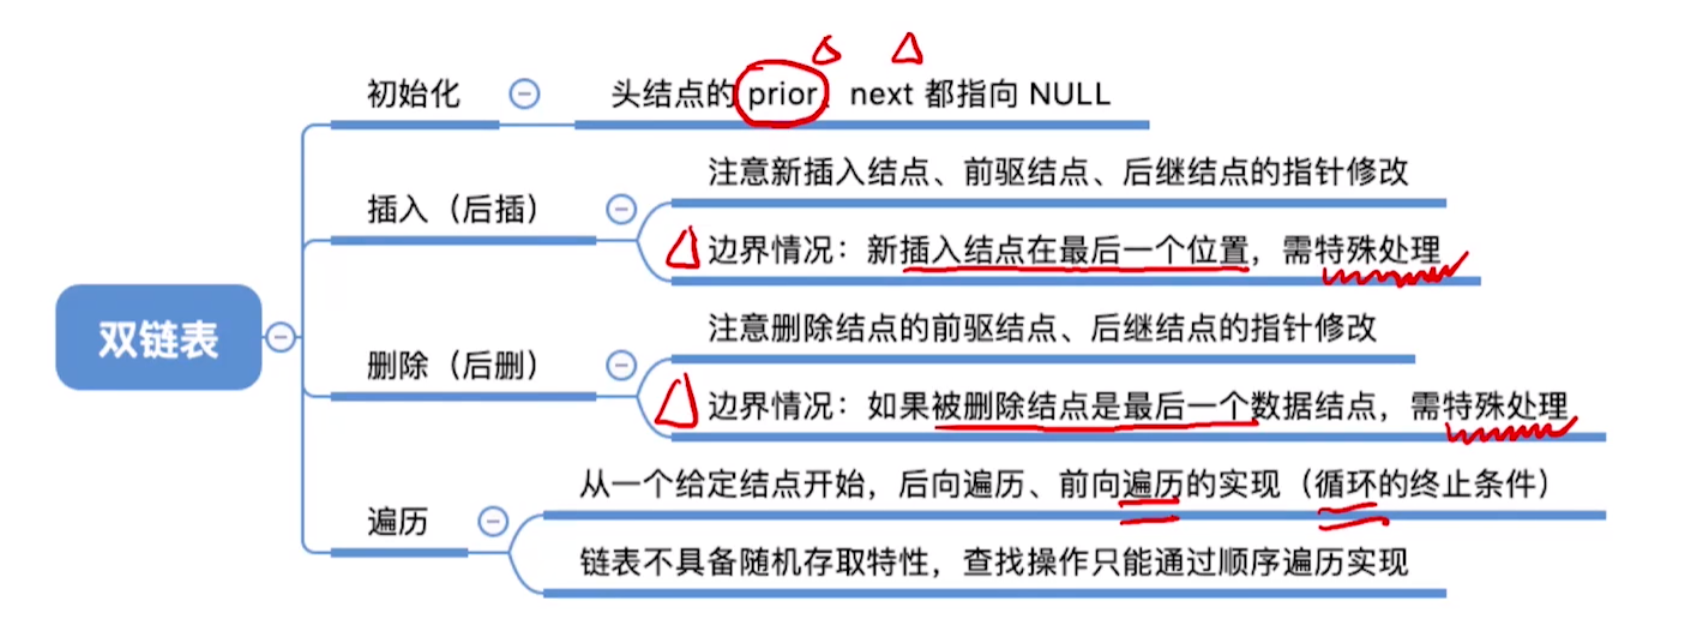 双链表
初始化
头结点的 prior、next 都指向 NULL
插入（后插）
注意新插入结点、前驱结点、后继结点的指针修改
边界情况：新插入结点在最后一个位置，需特殊处理
删除（后删）
注意删除结点的前驱结点、后继结点的指针修改
边界情况：如果被删除结点是最后一个数据结点，需特殊处理
遍历
从一个给定结点开始，后向遍历、前向遍历的实现（循环的终止条件）
链表不具备随机存取特性，查找操作只能通过顺序遍历实现